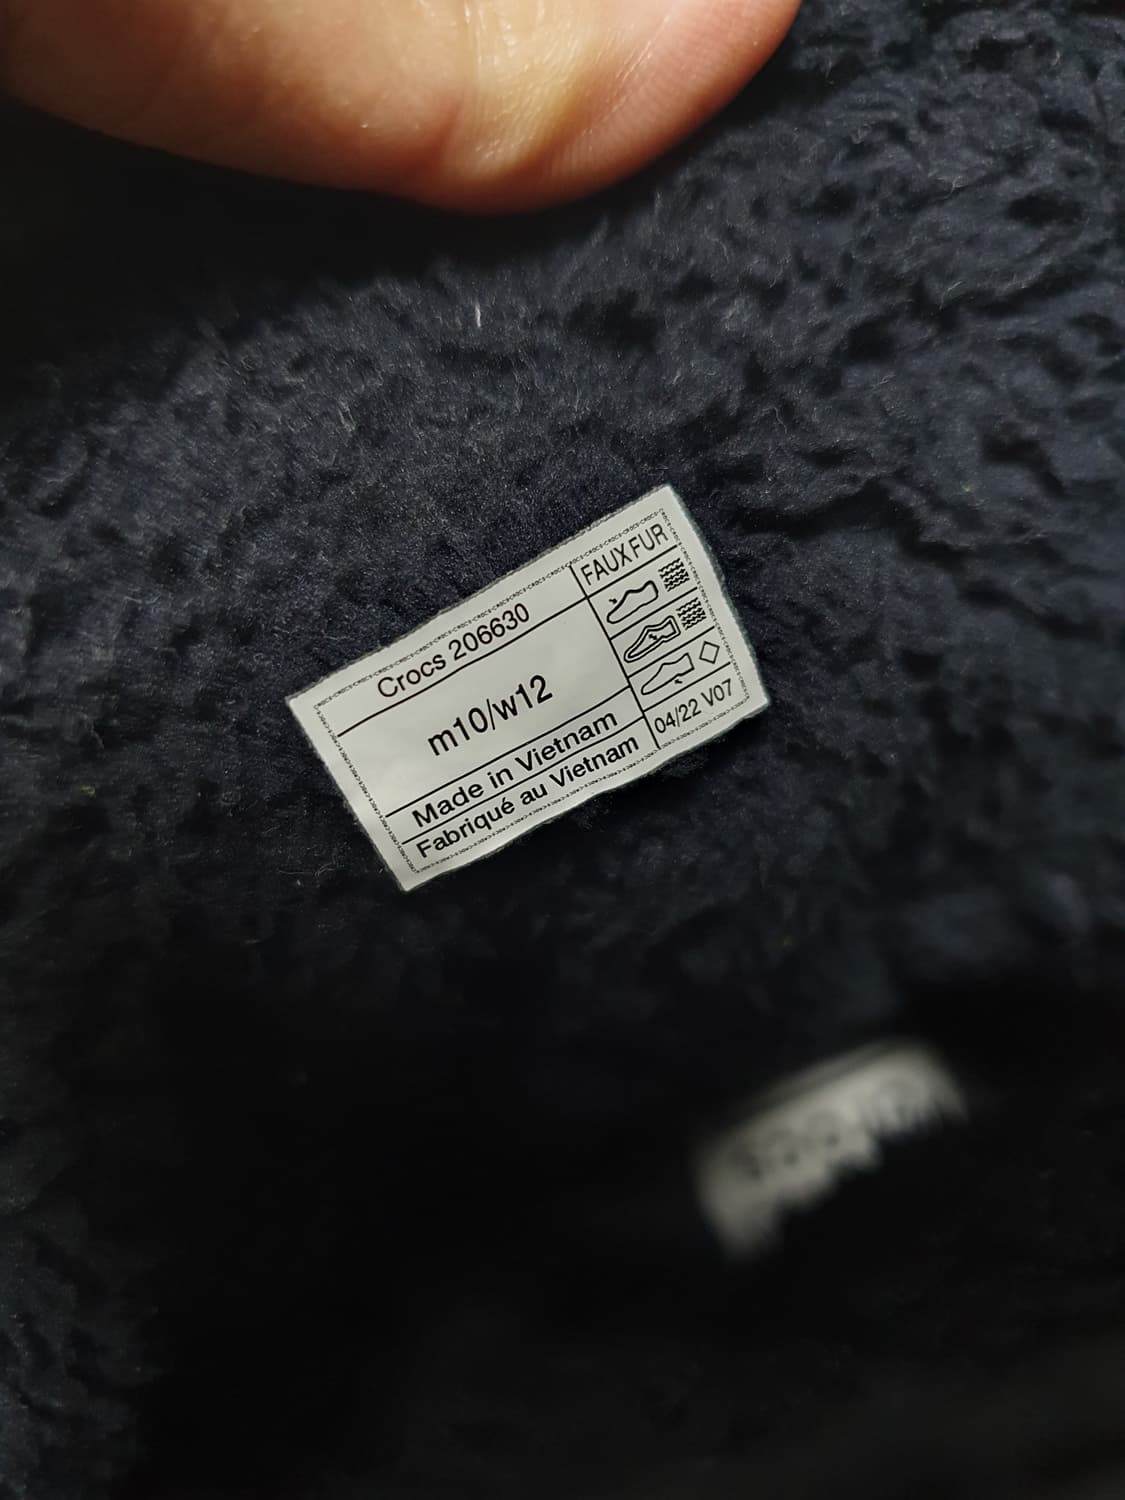 Crocs 206630
m10/w12
Made in Vietnam
Fabriqué au Vietnam
FAUX FUR
04/22 V07